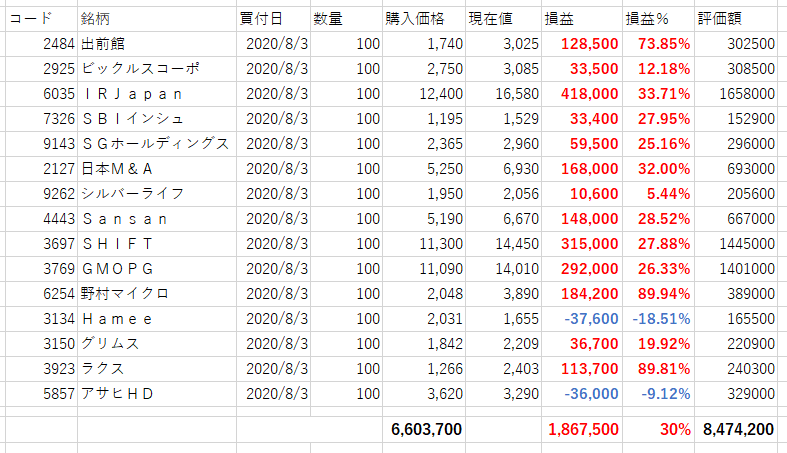 コード 銘柄 買付日 数量 購入価格 現在値 損益 損益% 評価額
2484 出前館 2020/8/3 100 1,740 3,025 128,500 73.85% 302500
2925 ビックルスコーポ 2020/8/3 100 2,750 3,085 33,500 12.18% 308500
6035 ＩＲＪａｐａｎ 2020/8/3 100 12,400 16,580 418,000 33.71% 1658000
7326 ＳＢＩインシュ 2020/8/3 100 1,195 1,529 33,400 27.95% 152900
9143 ＳＧホールディングス 2020/8/3 100 2,365 2,960 59,500 25.16% 296000
2127 日本Ｍ＆Ａ 2020/8/3 100 5,250 6,930 168,000 32.00% 693000
9262 シルバーライフ 2020/8/3 100 1,950 2,056 10,600 5.44% 205600
4443 Ｓａｎｓａｎ 2020/8/3 100 5,190 6,670 148,000 28.52% 667000
3697 ＳＨＩＦＴ 2020/8/3 100 11,300 14,450 315,000 27.88% 1445000
3769 ＧＭＯＰＧ 2020/8/3 100 11,090 14,010 292,000 26.33% 1401000
6254 野村マイクロ 2020/8/3 100 2,048 3,890 184,200 89.94% 389000
3134 Ｈａｍｅｅ 2020/8/3 100 2,031 1,655 -37,600 -18.51% 165500
3150 グリムス 2020/8/3 100 1,842 2,209 36,700 19.92% 220900
3923 ラクス 2020/8/3 100 1,266 2,403 113,700 89.81% 240300
5857 アサヒＨＤ 2020/8/3 100 3,620 3,290 -36,000 -9.12% 329000
6,603,700 1,867,500 30% 8,474,200